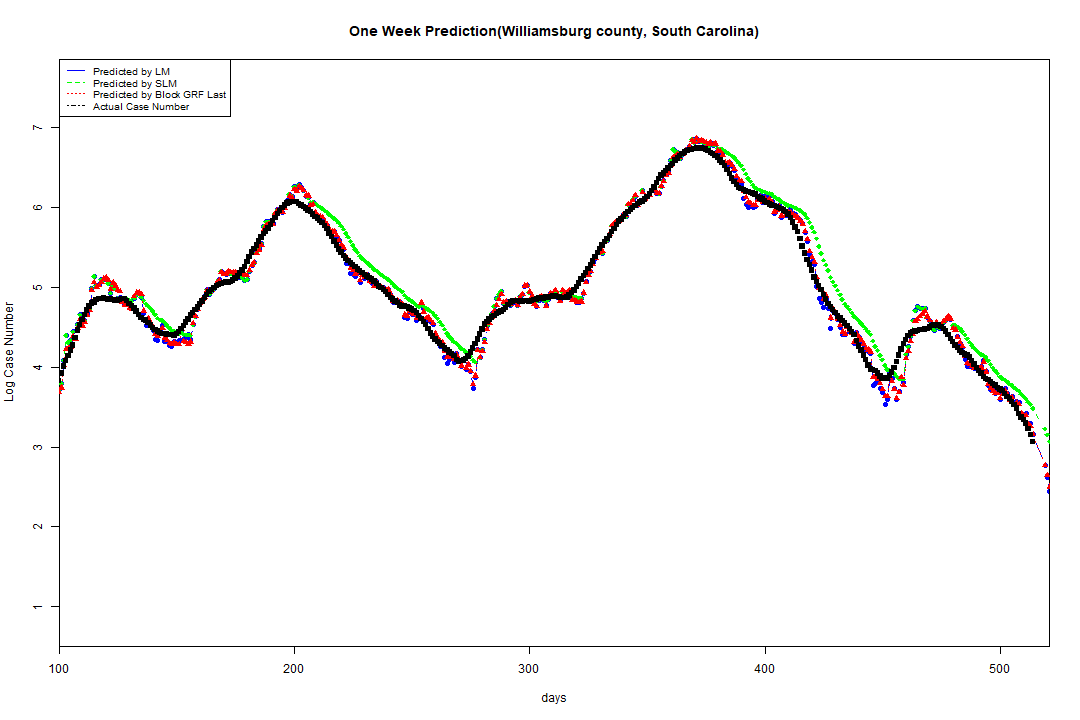 One Week Prediction(Williamsburg county, South Carolina)
Predicted by LM
Predicted by SLM
Predicted by Block GRF Last
Actual Case Number
Log Case Number
7
6
5
4
3
2
1
100 200 300 400 500
days